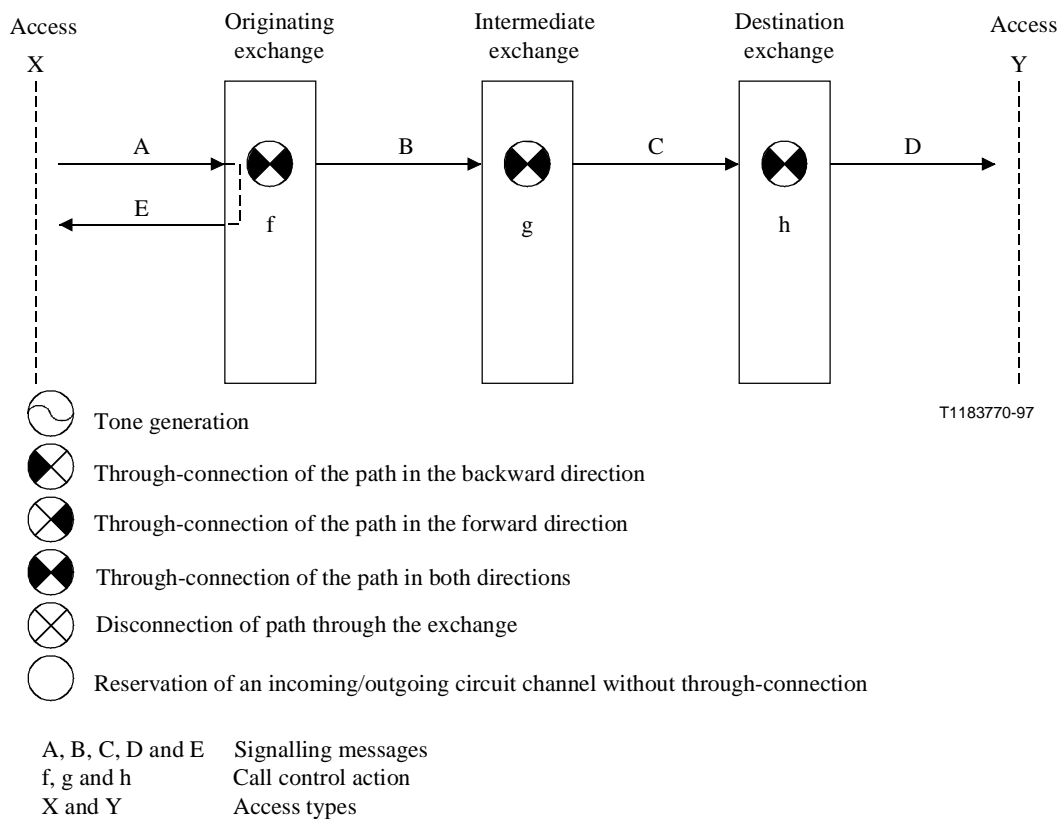 Access
Originating
exchange
Intermediate
exchange
Destination
exchange
Access
X
Y
A
B
C
D
E
f
g
h
T1183770-97
Tone generation
Through-connection of the path in the backward direction
Through-connection of the path in the forward direction
Through-connection of the path in both directions
Disconnection of path through the exchange
Reservation of an incoming/outgoing circuit channel without through-connection
A, B, C, D and E Signalling messages
f, g and h Call control action
X and Y Access types